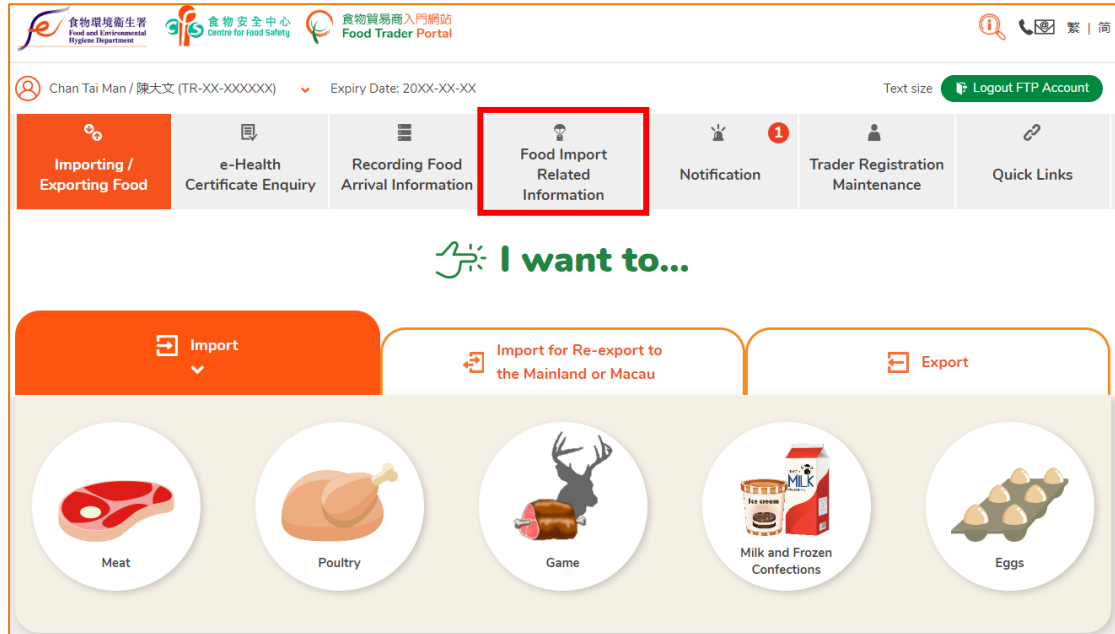 食物環境衞生署
Food and Environmental
Hygiene Department
cfs
食物安全中心
Centre for Food Safety
食物貿易商入門網站
Food Trader Portal
繁 | 简
Chan Tai Man / 陳大文 (TR-XX-XXXXXX)
Expiry Date: 20XX-XX-XX
Text size
Logout FTP Account
Importing /
Exporting Food
e-Health
Certificate Enquiry
Recording Food
Arrival Information
Food Import
Related
Information
1
Notification
Trader Registration
Maintenance
Quick Links
I want to...
Import
Import for Re-export to
the Mainland or Macau
Export
Meat
Poultry
Game
Ice cream
MILK
Milk and Frozen
Confections
Eggs